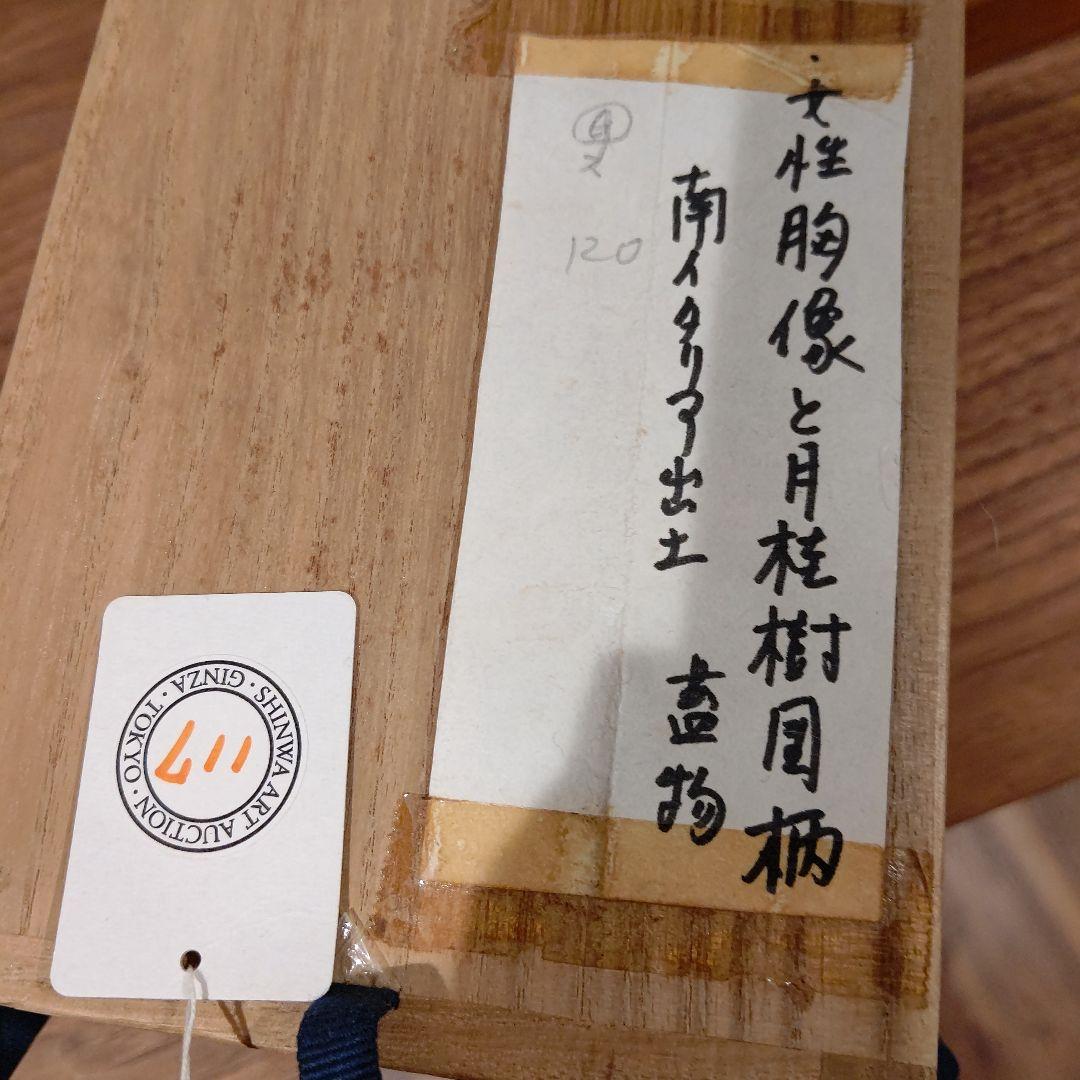 ・女性胸像と月桂樹図柄
南イタリア出土 蓋物
120
SHINWA ART AUCTION・GINZA・TOKYO・
117